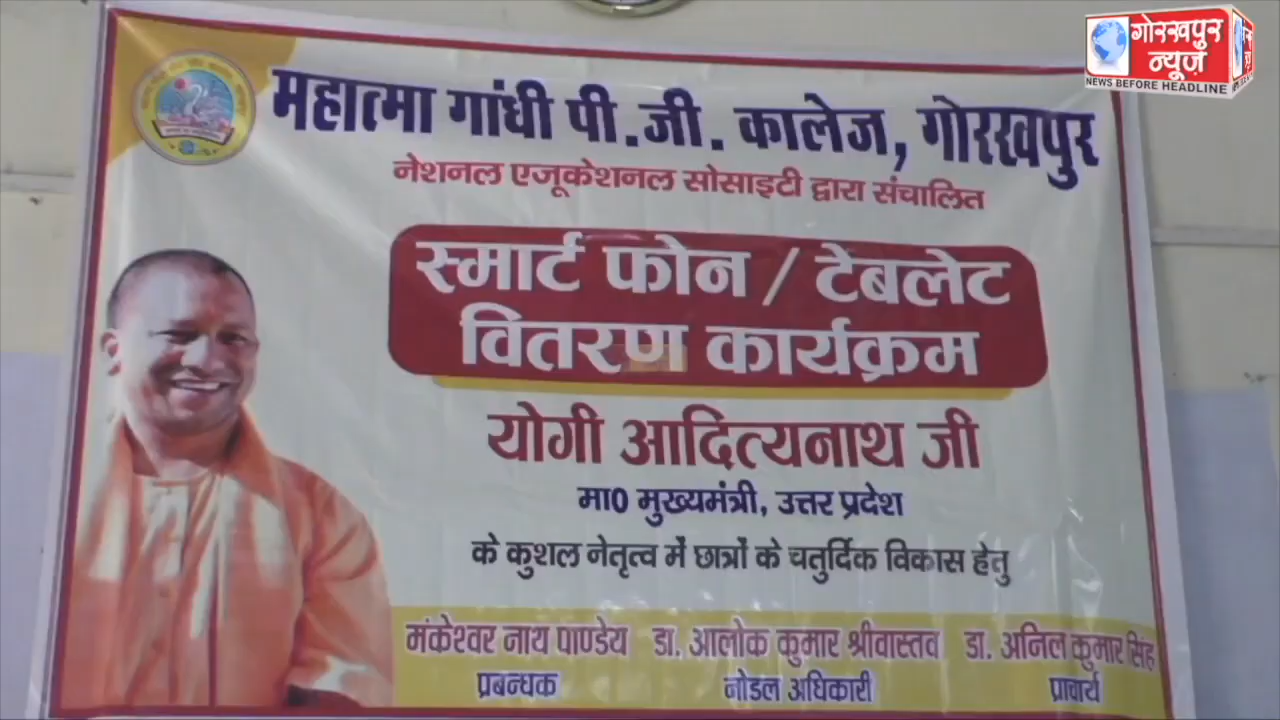 गोरखपुर
न्यूज़
NEWS BEFORE HEADLINE
महात्मा गांधी पी.जी. कालेज, गोरखपुर
नेशनल एजूकेशनल सोसाइटी द्वारा संचालित
स्मार्ट फोन / टेबलेट
वितरण कार्यक्रम
योगी आदित्यनाथ जी
मा0 मुख्यमंत्री, उत्तर प्रदेश
के कुशल नेतृत्व में छात्रों के चतुर्दिक विकास हेतु
मंकेश्वर नाथ पाण्डेय डा. आलोक कुमार श्रीवास्तव डा. अनिल कुमार सिंह
प्रबन्धक नोडल अधिकारी प्राचार्य